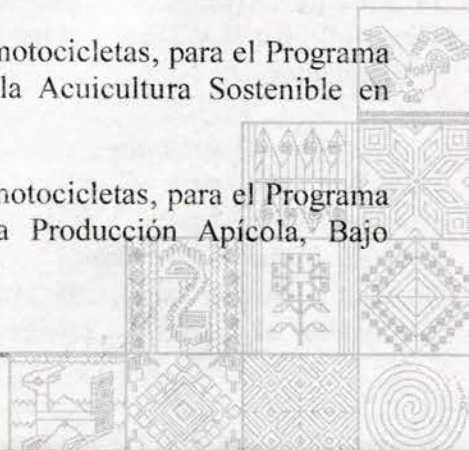 motocicletas, para el Programa
la Acuicultura Sostenible en
motocicletas, para el Programa
a Producción Apícola, Bajo